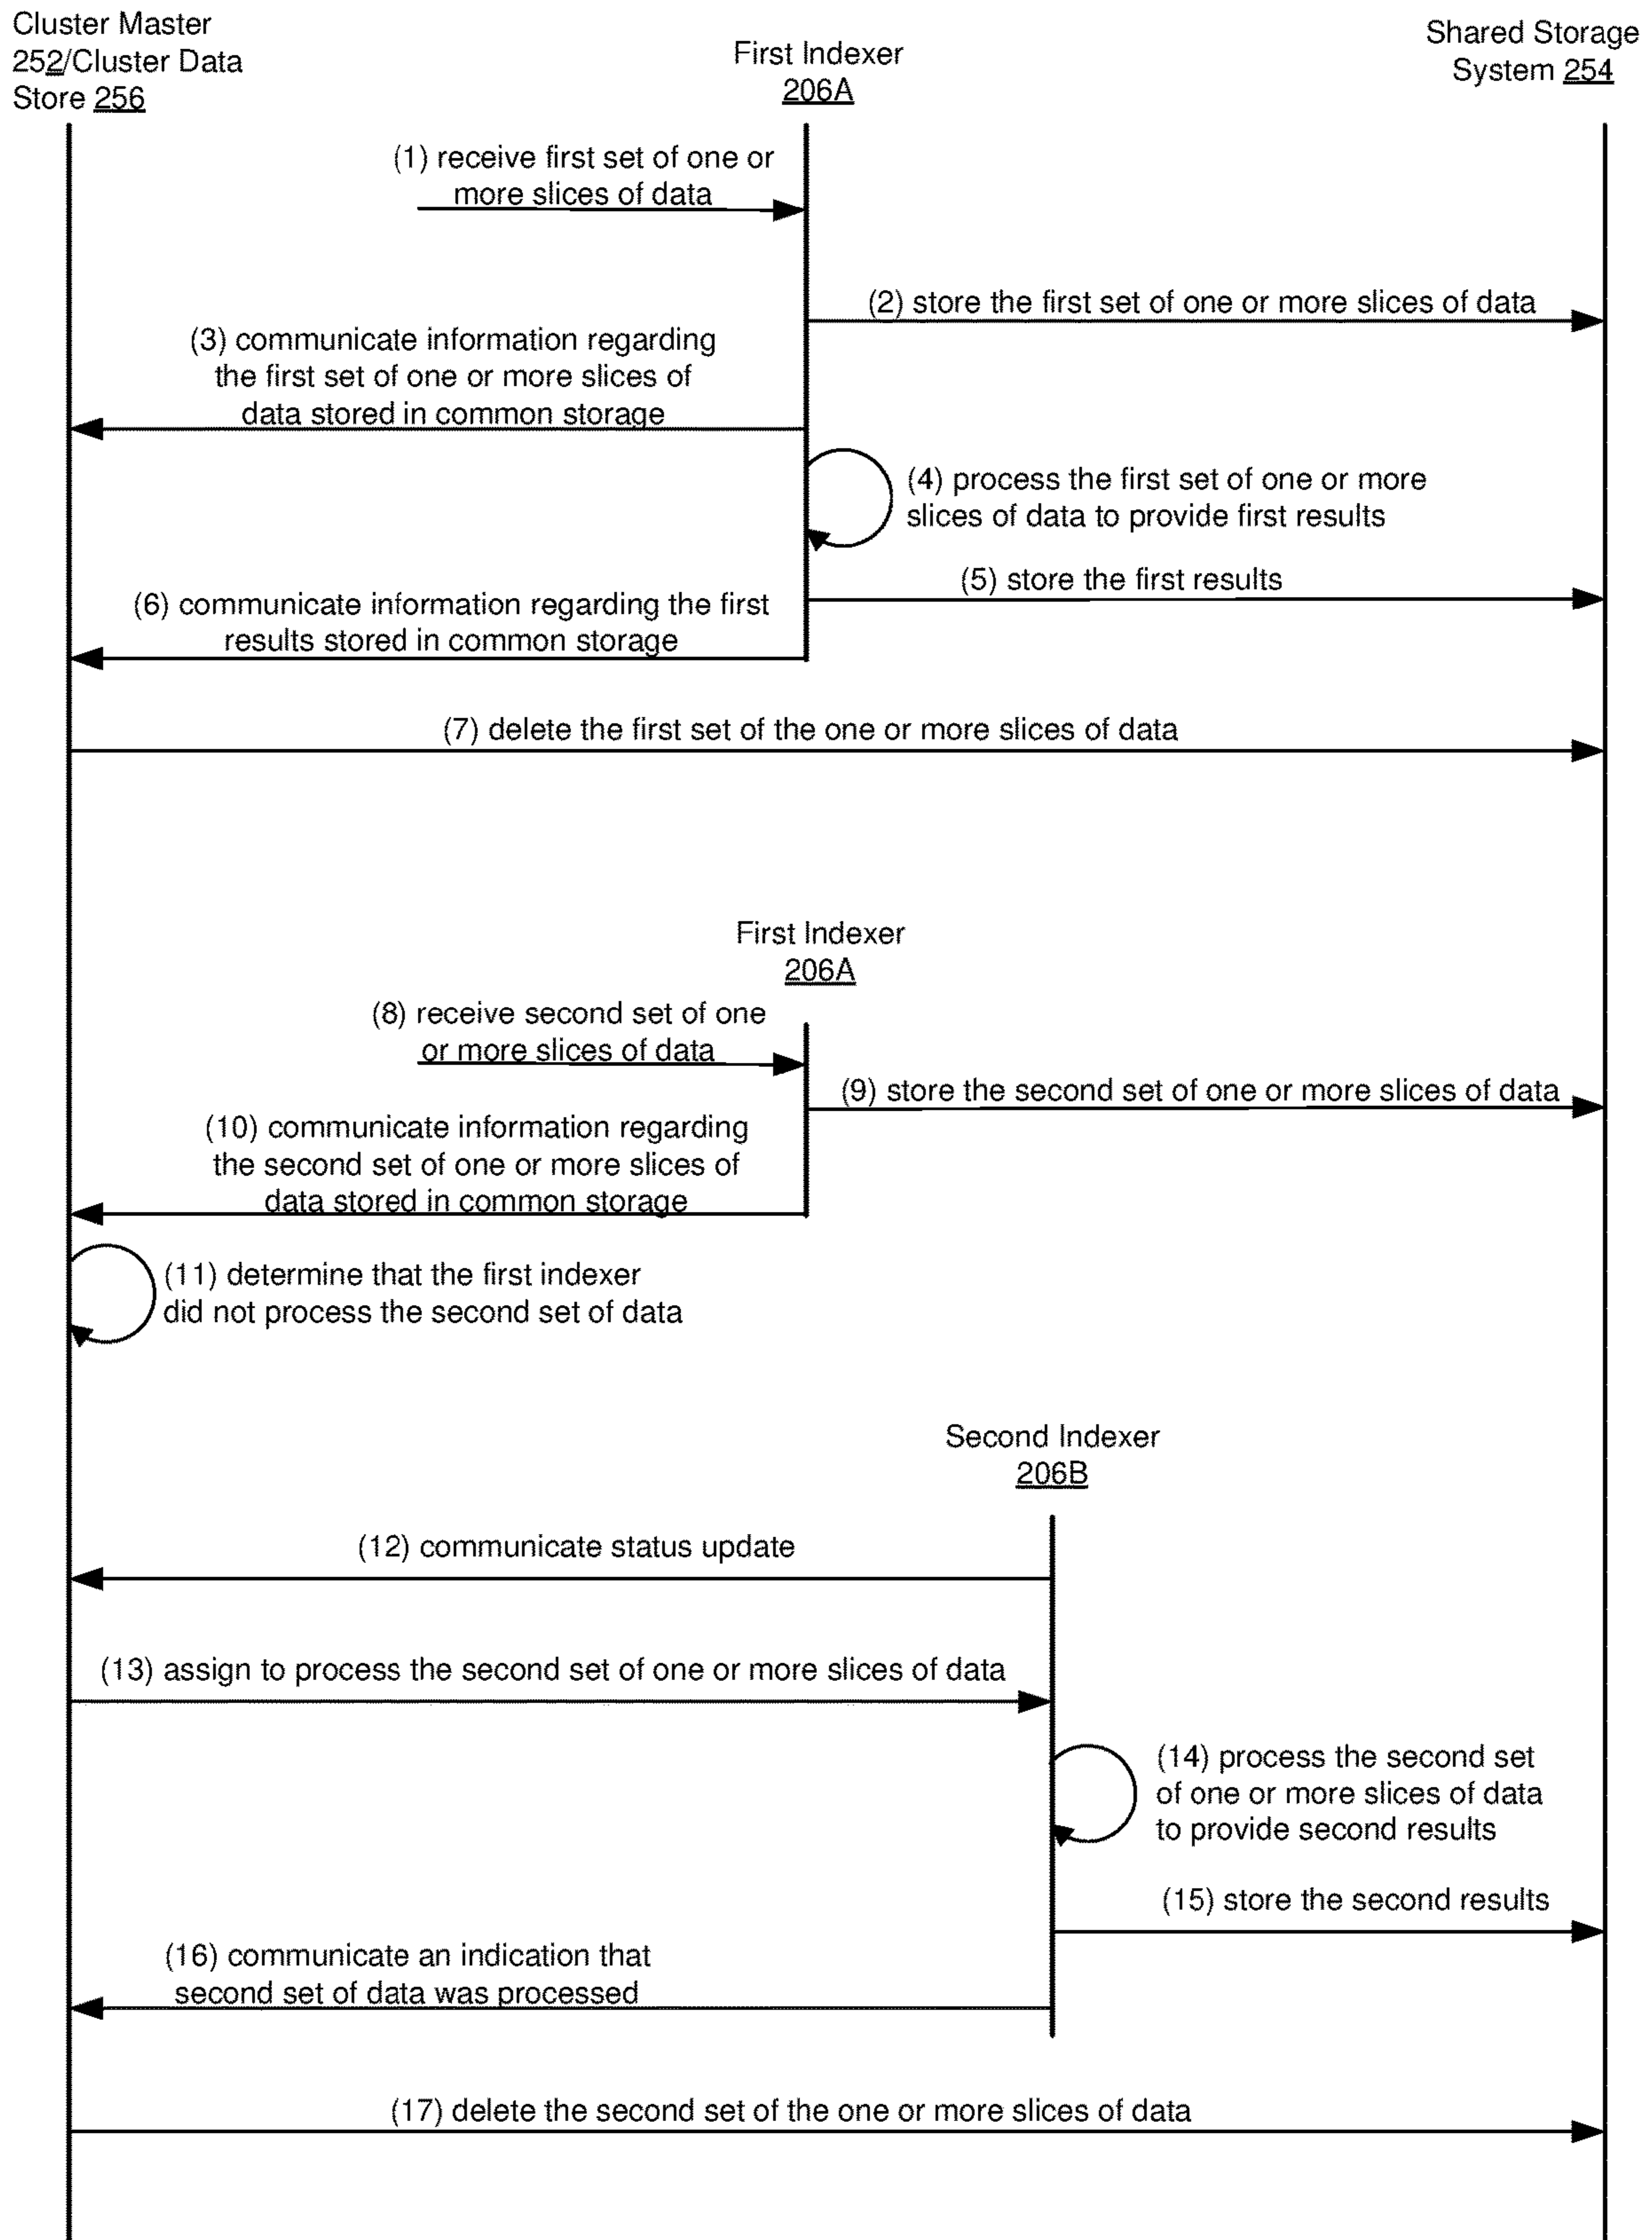 Cluster Master
252/Cluster Data
Store 256
First Indexer
206A
Shared Storage
System 254
(1) receive first set of one or
more slices of data
(2) store the first set of one or more slices of data
(3) communicate information regarding
the first set of one or more slices of
data stored in common storage
(4) process the first set of one or more
slices of data to provide first results
(5) store the first results
(6) communicate information regarding the first
results stored in common storage
(7) delete the first set of the one or more slices of data
First Indexer
206A
(8) receive second set of one
or more slices of data
(9) store the second set of one or more slices of data
(10) communicate information regarding
the second set of one or more slices of
data stored in common storage
(11) determine that the first indexer
did not process the second set of data
Second Indexer
206B
(12) communicate status update
(13) assign to process the second set of one or more slices of data
(14) process the second set
of one or more slices of data
to provide second results
(15) store the second results
(16) communicate an indication that
second set of data was processed
(17) delete the second set of the one or more slices of data